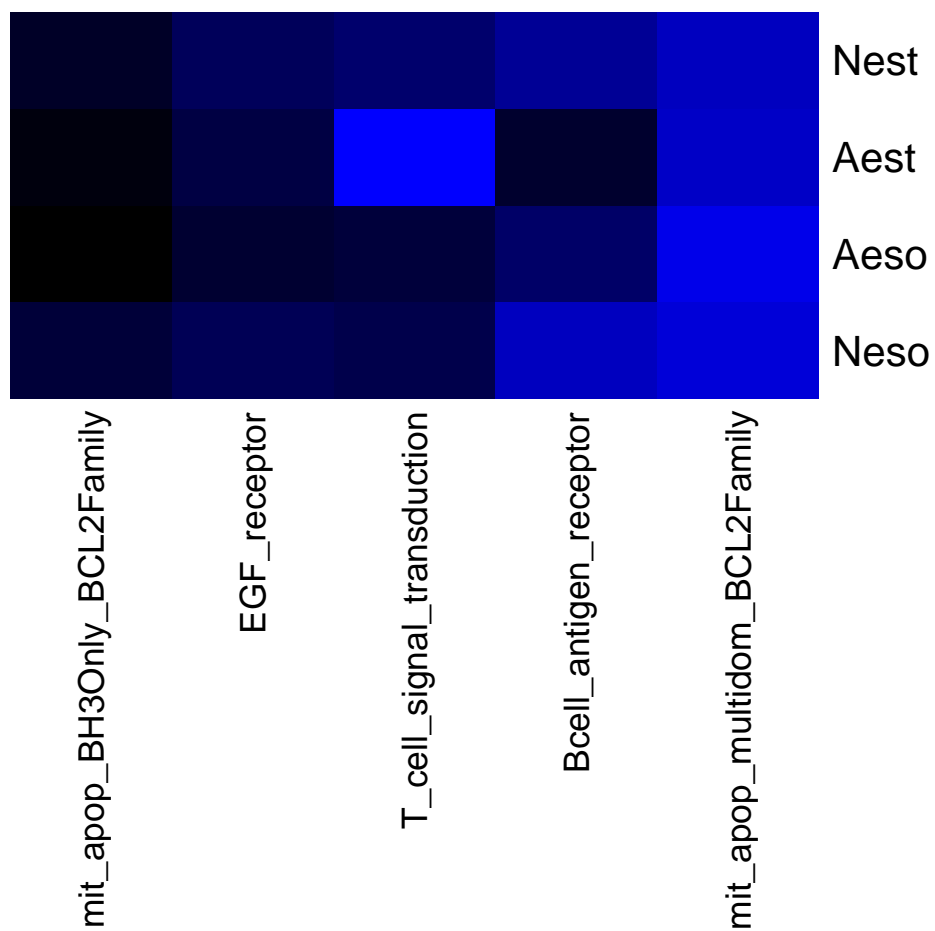 Nest
Aest
Aeso
Neso
mit_apop_BH3Only_BCL2Family
EGF_receptor
T_cell_signal_transduction
Bcell_antigen_receptor
mit_apop_multidom_BCL2Family